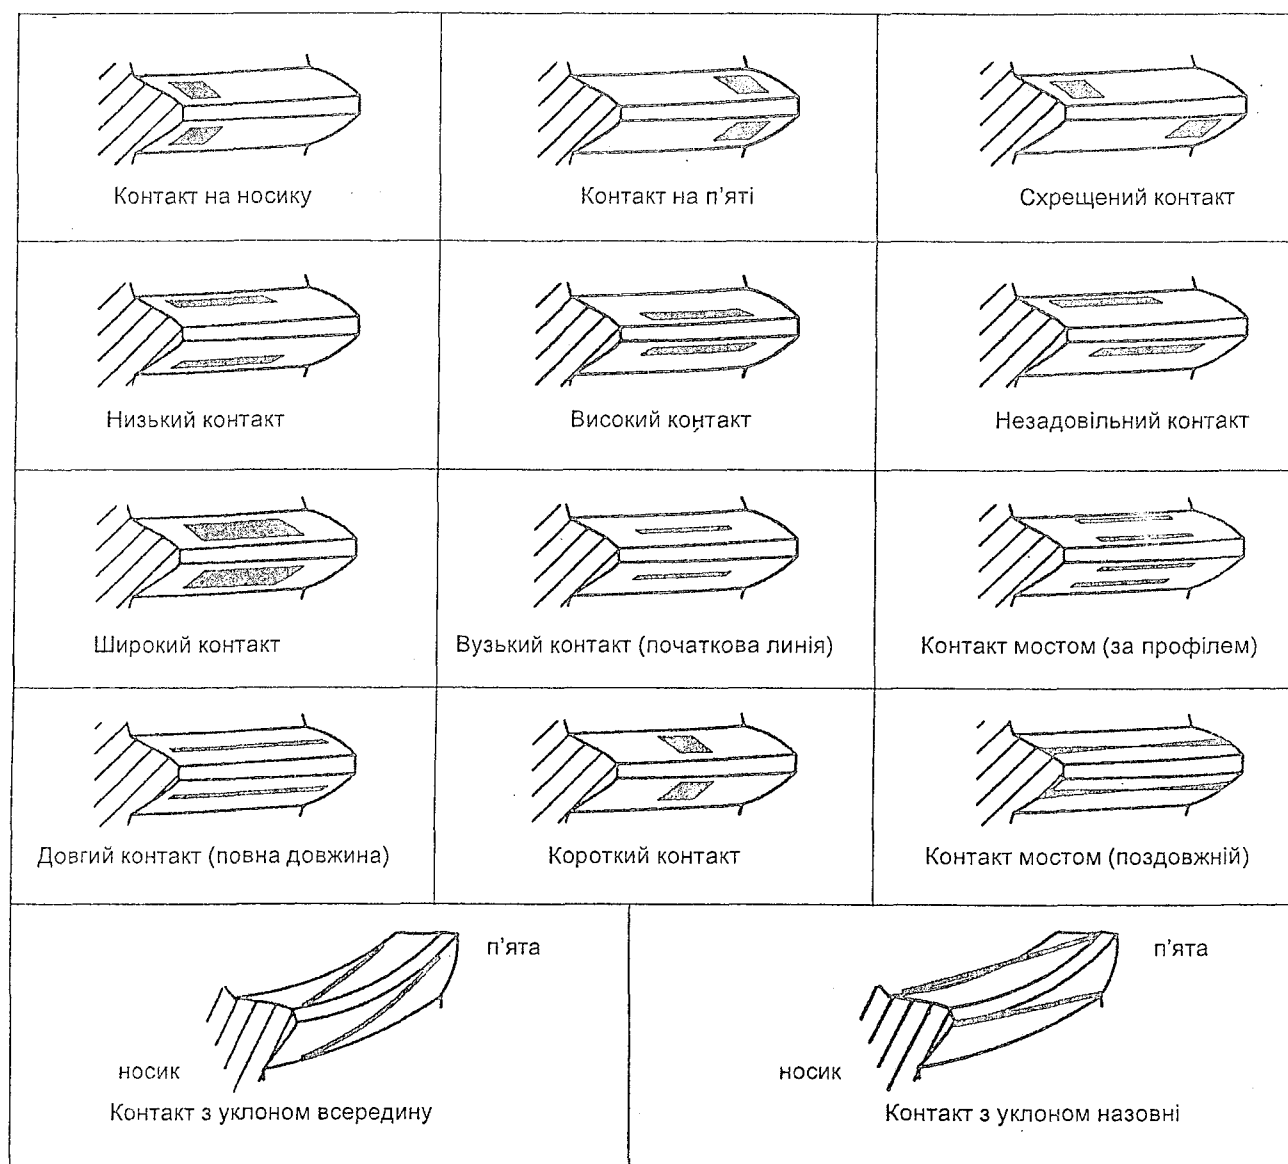 Контакт на носику
Контакт на п'яті
Схрещений контакт
Низький контакт
Високий контакт
Незадовільний контакт
Широкий контакт
Вузький контакт (початкова линія)
Контакт мостом (за профілем)
Довгий контакт (повна довжина)
Короткий контакт
Контакт мостом (поздовжній)
п'ята
носик
Контакт з уклоном всередину
п'ята
носик
Контакт з уклоном назовні